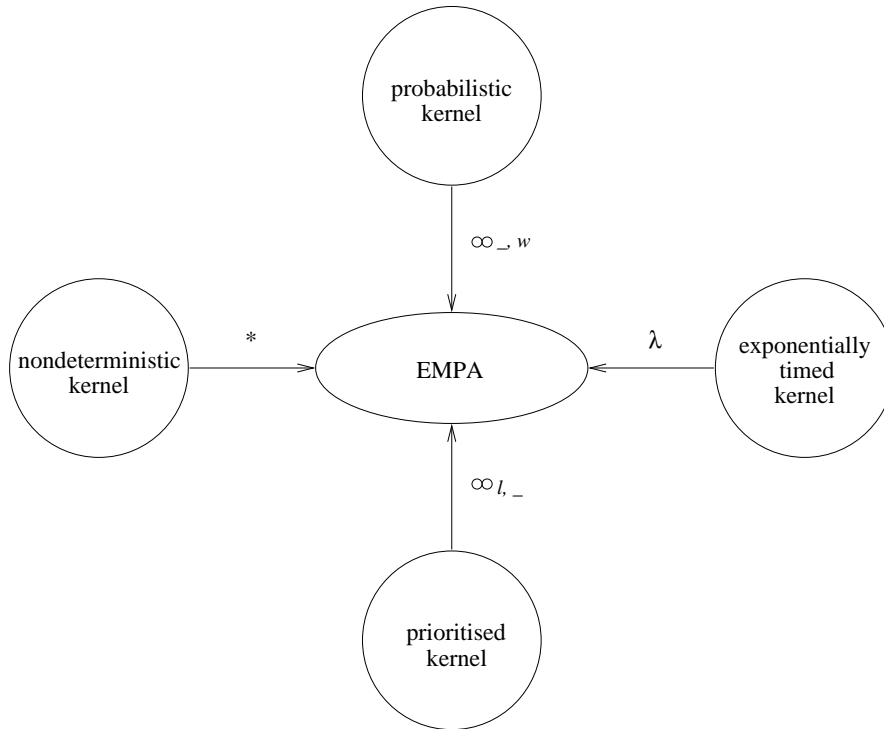 probabilistic
kernel
∞ _, w
nondeterministic
kernel
*
EMPA
λ
exponentially
timed
kernel
∞ l, _
prioritised
kernel